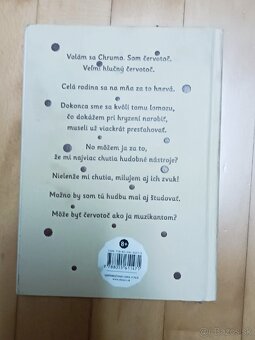 Volám sa Chrumo. Som červotoč.
Veľmi hlučný červotoč.
Celá rodina sa na mňa za to hnevá.
Dokonca sme sa kvôli tomu lomozu,
čo dokážem pri hryzení narobiť,
museli už viackrát presťahovať.
No môžem ja za to,
že mi najviac chutia hudobné nástroje?
Nielenže mi chutia, milujem aj ich zvuk!
Možno by som tú hudbu mal aj študovať.
Môže byť červotoč ako ja muzikantom?
8+